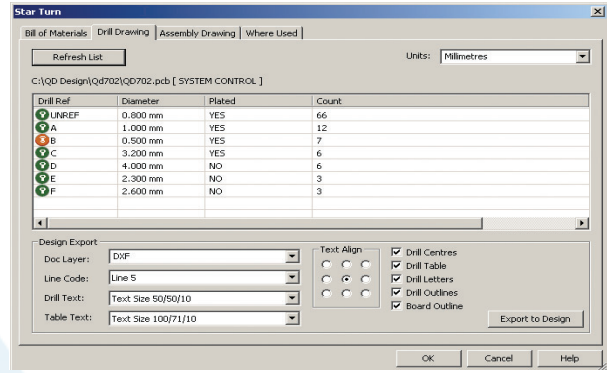 Star Turn
Bill of Materials Drill Drawing Assembly Drawing Where Used
Refresh List Units: Millimetres
C:\QD Design\Qd702\QD702.pcb [ SYSTEM CONTROL ]
Drill Ref Diameter Plated Count
UNREF 0.800 mm YES 66
A 1.000 mm YES 12
B 0.500 mm YES 7
C 3.200 mm YES 6
D 4.000 mm NO 6
E 2.300 mm NO 3
F 2.600 mm NO 3
Design Export
Doc Layer: DXF
Line Code: Line 5
Drill Text: Text Size 50/50/10
Table Text: Text Size 100/71/10
Text Align
Drill Centres
Drill Table
Drill Letters
Drill Outlines
Board Outline
Export to Design
OK Cancel Help